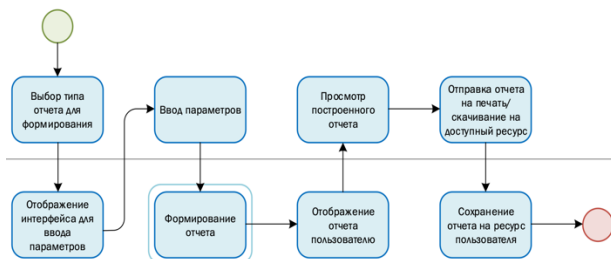 Выбор типа
отчета для
формирования
Ввод параметров
Просмотр
построенного
отчета
Отправка отчета
на печать/
скачивание на
доступный ресурс
Отображение
интерфейса для
ввода
параметров
Формирование
отчета
Отображение
отчета
пользователю
Сохранение
отчета на ресурс
пользователя